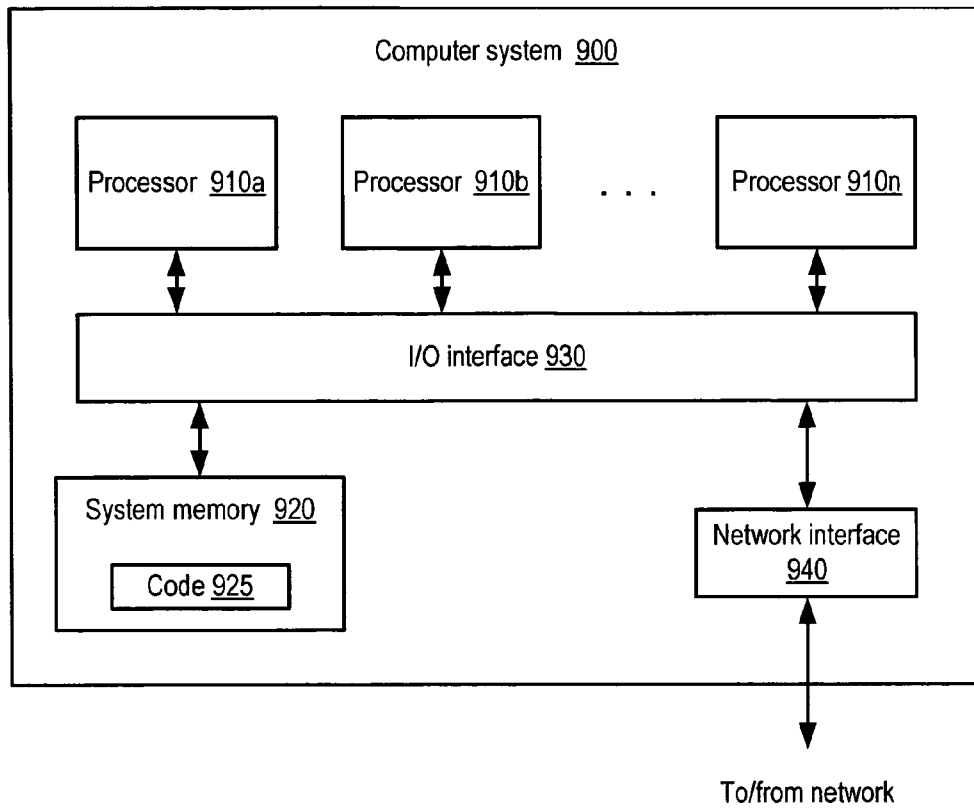 Computer system 900
Processor 910a
Processor 910b
. . .
Processor 910n
I/O interface 930
System memory 920
Code 925
Network interface
940
To/from network